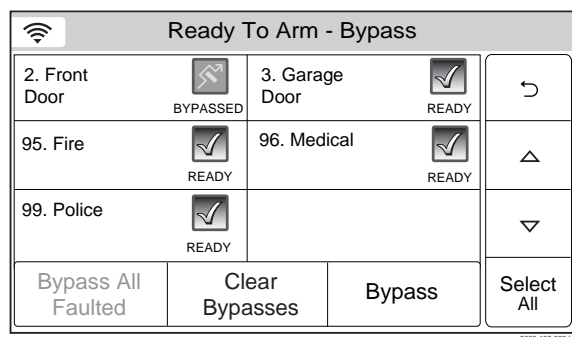 Ready To Arm - Bypass
2. Front
Door
BYPASSED
3. Garage
Door
READY
95. Fire
READY
96. Medical
READY
99. Police
READY
Bypass All
Faulted
Clear
Bypasses
Bypass
Select
All